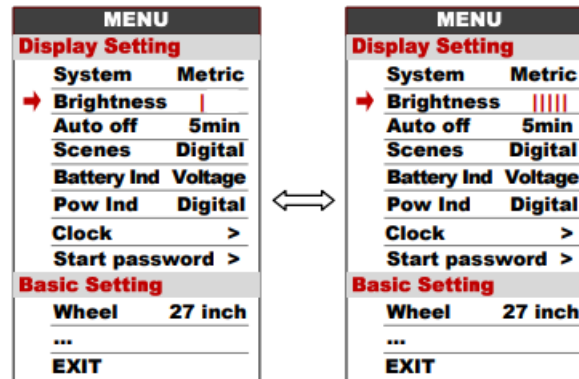 MENU
Display Setting
System Metric
Brightness |
Auto off 5min
Scenes Digital
Battery Ind Voltage
Pow Ind Digital
Clock >
Start password >
Basic Setting
Wheel 27 inch
...
EXIT
MENU
Display Setting
System Metric
Brightness |||||
Auto off 5min
Scenes Digital
Battery Ind Voltage
Pow Ind Digital
Clock >
Start password >
Basic Setting
Wheel 27 inch
...
EXIT